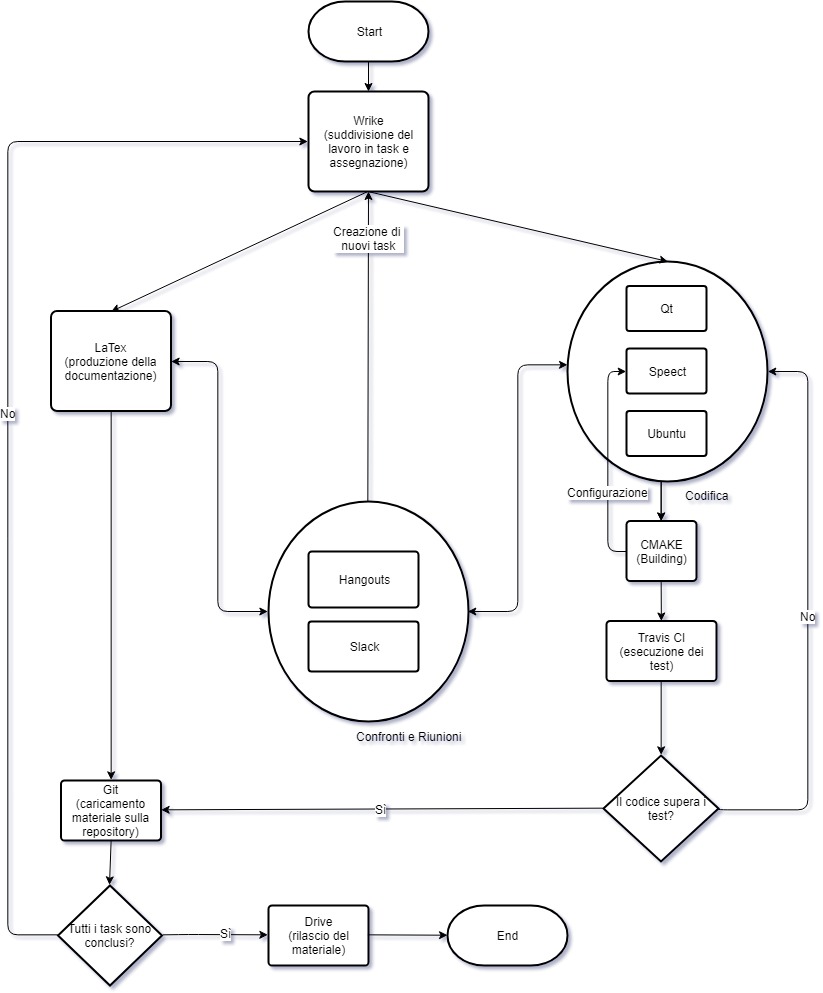 Start
Wrike
(suddivisione del
lavoro in task e
assegnazione)
Creazione di
nuovi task
LaTex
(produzione della
documentazione)
Qt
Speect
Ubuntu
No
Configurazione
Codifica
CMAKE
(Building)
Hangouts
Slack
Confronti e Riunioni
Travis CI
(esecuzione dei
test)
No
Git
(caricamento
materiale sulla
repository)
Sì
Il codice supera i
test?
Tutti i task sono
conclusi?
Sì
Drive
(rilascio del
materiale)
End